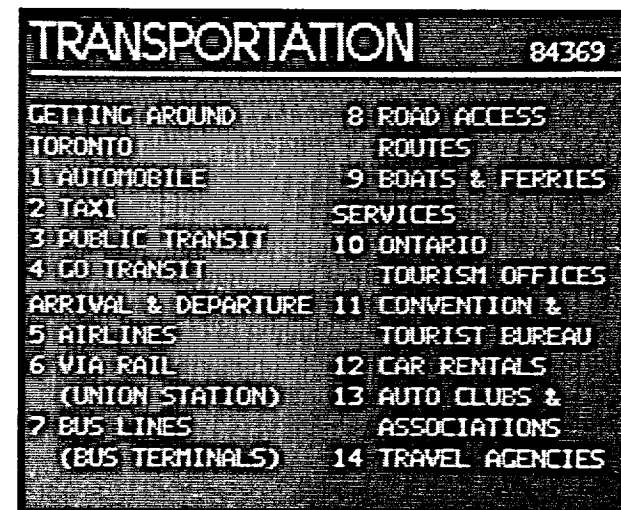 TRANSPORTATION 84369
GETTING AROUND
TORONTO
1 AUTOMOBILE
2 TAXI
3 PUBLIC TRANSIT
4 GO TRANSIT
ARRIVAL & DEPARTURE
5 AIRLINES
6 VIA RAIL
(UNION STATION)
7 BUS LINES
(BUS TERMINALS)
8 ROAD ACCESS
ROUTES
9 BOATS & FERRIES
SERVICES
10 ONTARIO
TOURISM OFFICES
11 CONVENTION &
TOURIST BUREAU
12 CAR RENTALS
13 AUTO CLUBS &
ASSOCIATIONS
14 TRAVEL AGENCIES